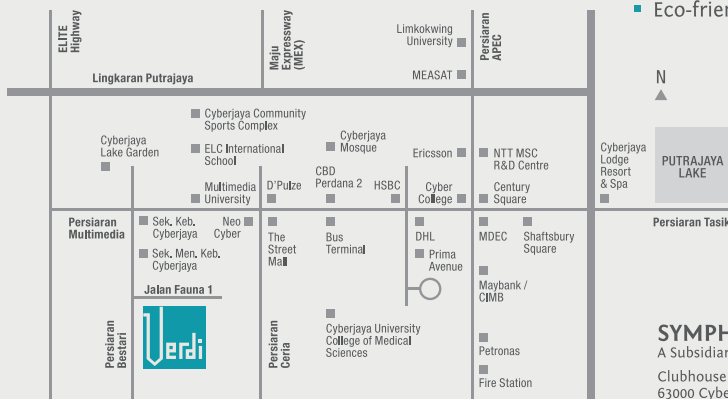 Eco-frien
ELITE
Highway
Maju
Expressway
(MEX)
Limkokwing
University
Persiaran
APEC
MEASAT
Lingkaran Putrajaya
N
Cyberjaya Community
Sports Complex
Cyberjaya
Lake Garden
ELC International
School
Cyberjaya
Mosque
Ericsson
NTT MSC
R&D Centre
Cyberjaya
Lodge
Resort
& Spa
PUTRAJAYA
LAKE
Multimedia
University
D'Pulze
CBD
Perdana 2
HSBC
Cyber
College
Century
Square
Persiaran
Multimedia
Sek. Keb.
Cyberjaya
Neo
Cyber
The
Street
Mall
Bus
Terminal
DHL
MDEC
Shaftsbury
Square
Persiaran Tasik
Sek. Men. Keb.
Cyberjaya
Prima
Avenue
Jalan Fauna 1
Maybank /
CIMB
Verdi
Persiaran
Bestari
Persiaran
Ceria
Cyberjaya University
College of Medical
Sciences
Petronas
Fire Station
SYMPH
A Subsidiar
Clubhouse
63000 Cybe